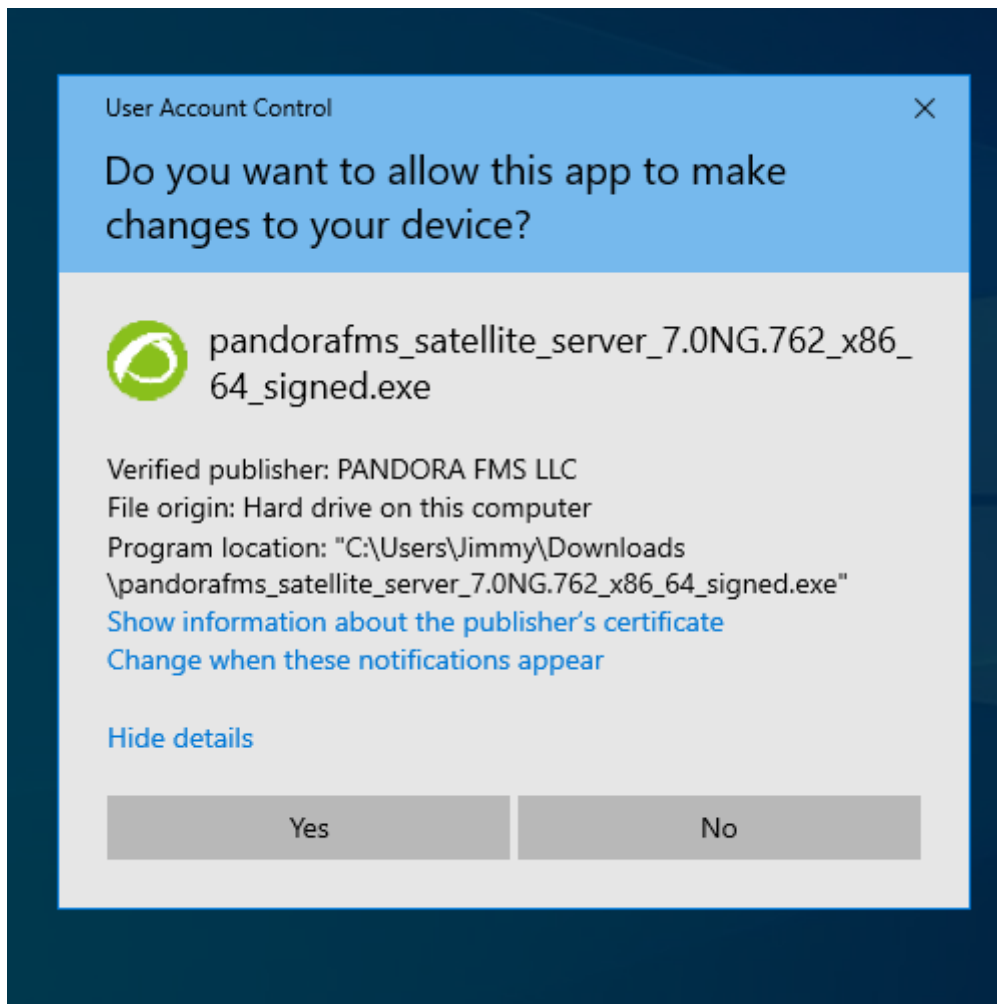 User Account Control
Do you want to allow this app to make
changes to your device?
pandorafms_satellite_server_7.0NG.762_x86_
64_signed.exe
Verified publisher: PANDORA FMS LLC
File origin: Hard drive on this computer
Program location: "C:\Users\Jimmy\Downloads
\pandorafms_satellite_server_7.0NG.762_x86_64_signed.exe"
Show information about the publisher’s certificate
Change when these notifications appear
Hide details
Yes
No